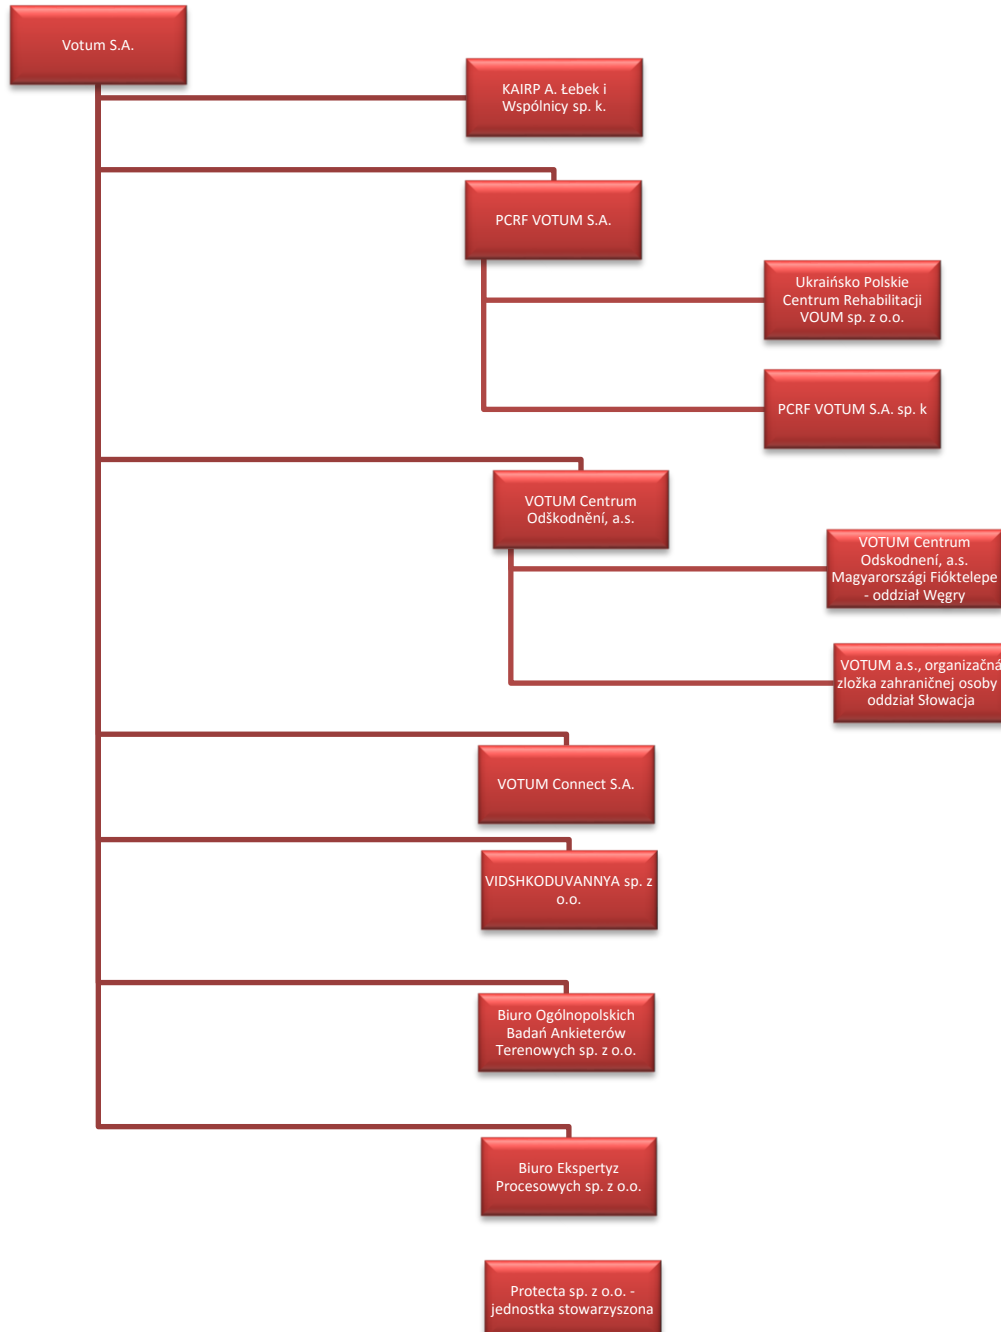 Votum S.A.
KAIRP A. Łebek i
Wspólnicy sp. k.
PCRF VOTUM S.A.
Ukraińsko Polskie
Centrum Rehabilitacji
VOUM sp. z o.o.
PCRF VOTUM S.A. sp. k
VOTUM Centrum
Odškodnění, a.s.
VOTUM Centrum
Odskodnení, a.s.
Magyarországi Fióktelepe
- oddział Węgry
VOTUM a.s., organizačná
zložka zahraničnej osoby
oddział Słowacja
VOTUM Connect S.A.
VIDSHKODUVANNYA sp. z
o.o.
Biuro Ogólnopolskich
Badań Ankieterów
Terenowych sp. z o.o.
Biuro Ekspertyz
Procesowych sp. z o.o.
Protecta sp. z o.o. -
jednostka stowarzyszona